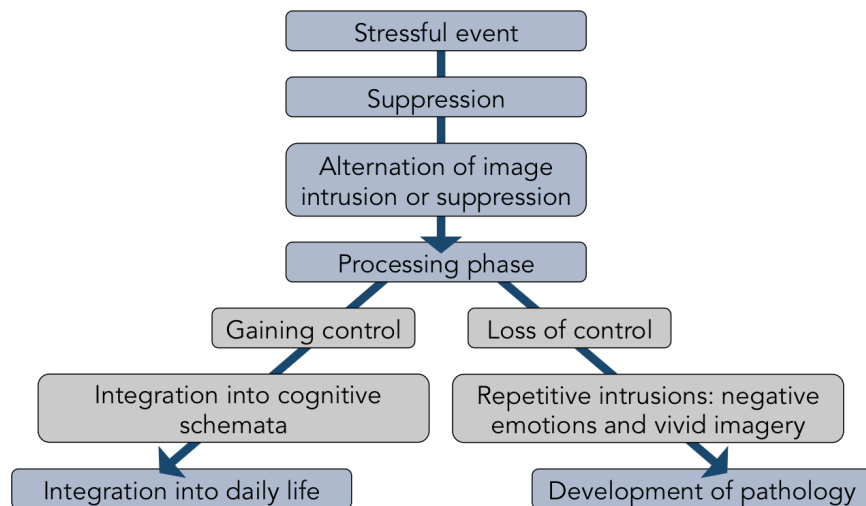 Stressful event
Suppression
Alternation of image
intrusion or suppression
Processing phase
Gaining control
Loss of control
Integration into cognitive
schemata
Repetitive intrusions: negative
emotions and vivid imagery
Integration into daily life
Development of pathology